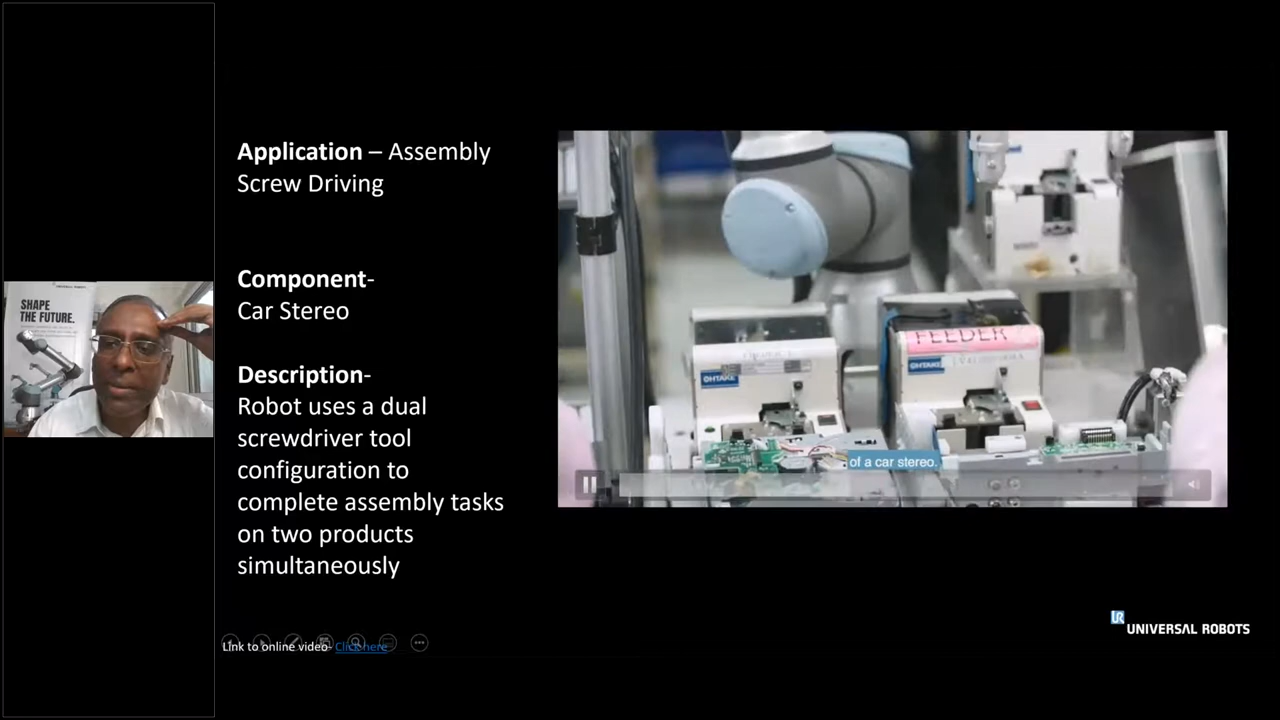 Application – Assembly
Screw Driving
Component-
Car Stereo
Description-
Robot uses a dual
screwdriver tool
configuration to
complete assembly tasks
on two products
simultaneously
SHAPE
THE FUTURE.
FEEDER
OHTAKE
OHTAKE
of a car stereo.
Link to online video- Click here
UR
UNIVERSAL ROBOTS